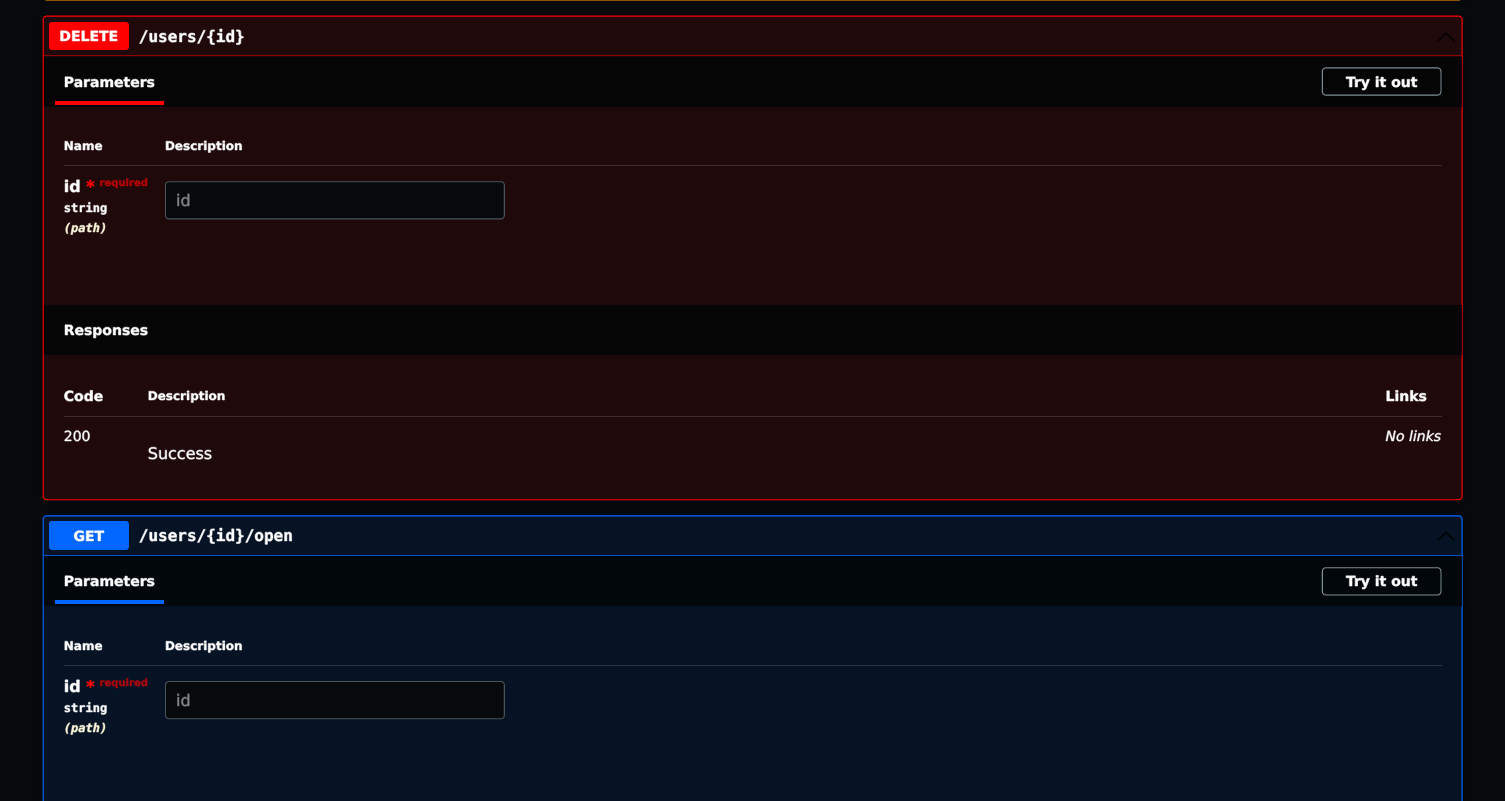 DELETE /users/{id}
Parameters Try it out
Name Description
id * required id
string
(path)
Responses
Code Description Links
200 No links
Success
GET /users/{id}/open
Parameters Try it out
Name Description
id * required id
string
(path)